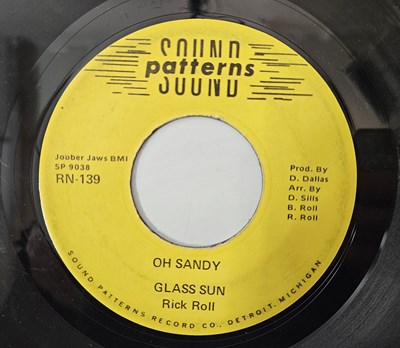 SOUND
patterns
SOUND
Joober Jaws BMI
SP 9038
RN-139
Prod. By
D. Dallas
Arr. By
D. Sills
B. Roll
R. Roll
OH SANDY
GLASS SUN
Rick Roll
SOUND PATTERNS RECORD CO., DETROIT, MICHIGAN